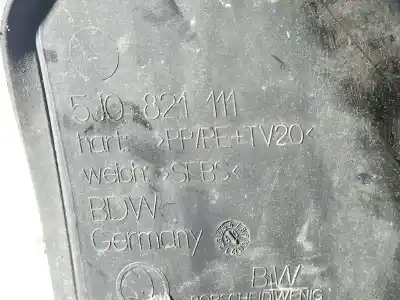 5J0 821 111
hart: >PP/PE+TV20<
weich: >SEBS<
BDW
Germany
BW